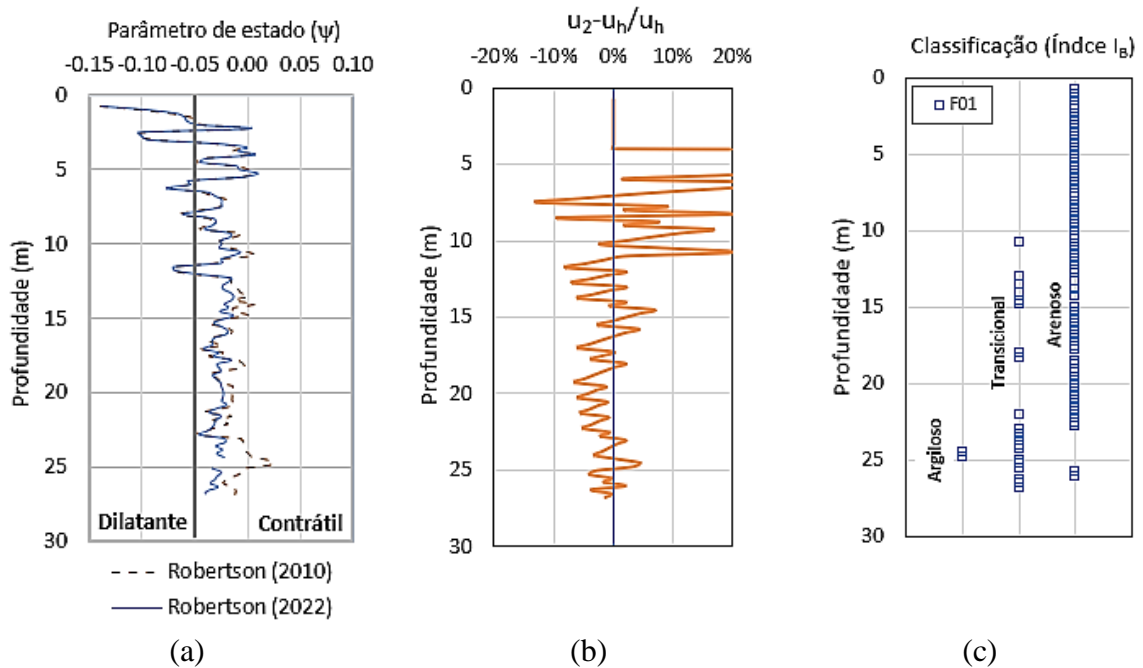 Parâmetro de estado (ψ)
-0.15 -0.10 -0.05 0.00 0.05 0.10
0
5
10
15
20
25
30
Profundidade (m)
Dilatante
Contrátil
Robertson (2010)
Robertson (2022)
(a)
u2-uh/uh
-20% -10% 0% 10% 20%
0
5
10
15
20
25
30
Profundidade (m)
(b)
Classificação (Índce IB)
0
5
10
15
20
25
30
Profundidade (m)
F01
Argiloso
Transicional
Arenoso
(c)